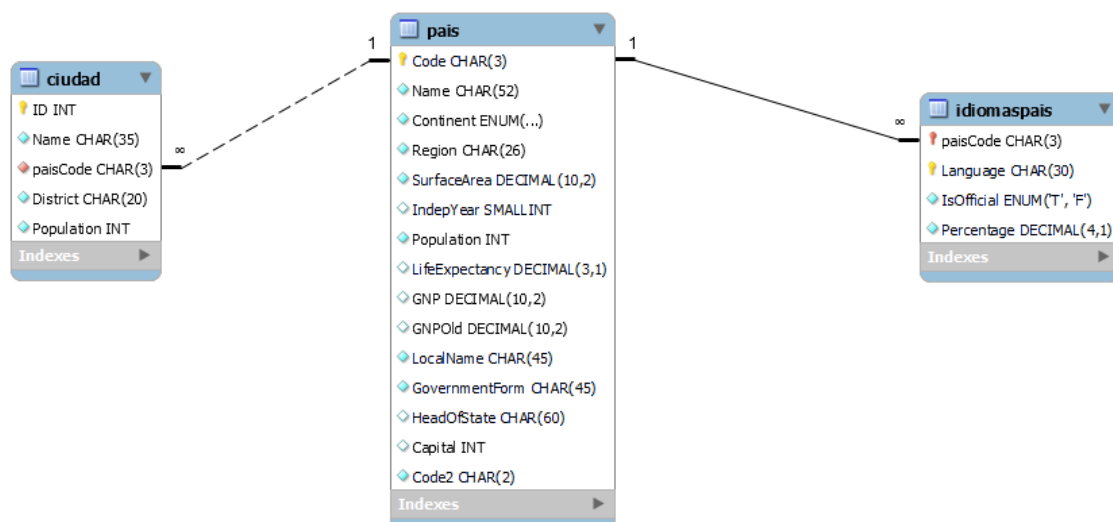 ciudad
ID INT
Name CHAR(35)
paisCode CHAR(3)
District CHAR(20)
Population INT
Indexes
∞
1
pais
Code CHAR(3)
Name CHAR(52)
Continent ENUM(...)
Region CHAR(26)
SurfaceArea DECIMAL(10,2)
IndepYear SMALLINT
Population INT
LifeExpectancy DECIMAL(3,1)
GNP DECIMAL(10,2)
GNPOld DECIMAL(10,2)
LocalName CHAR(45)
GovernmentForm CHAR(45)
HeadOfState CHAR(60)
Capital INT
Code2 CHAR(2)
Indexes
1
∞
idiomaspais
paisCode CHAR(3)
Language CHAR(30)
IsOfficial ENUM('T', 'F')
Percentage DECIMAL(4,1)
Indexes